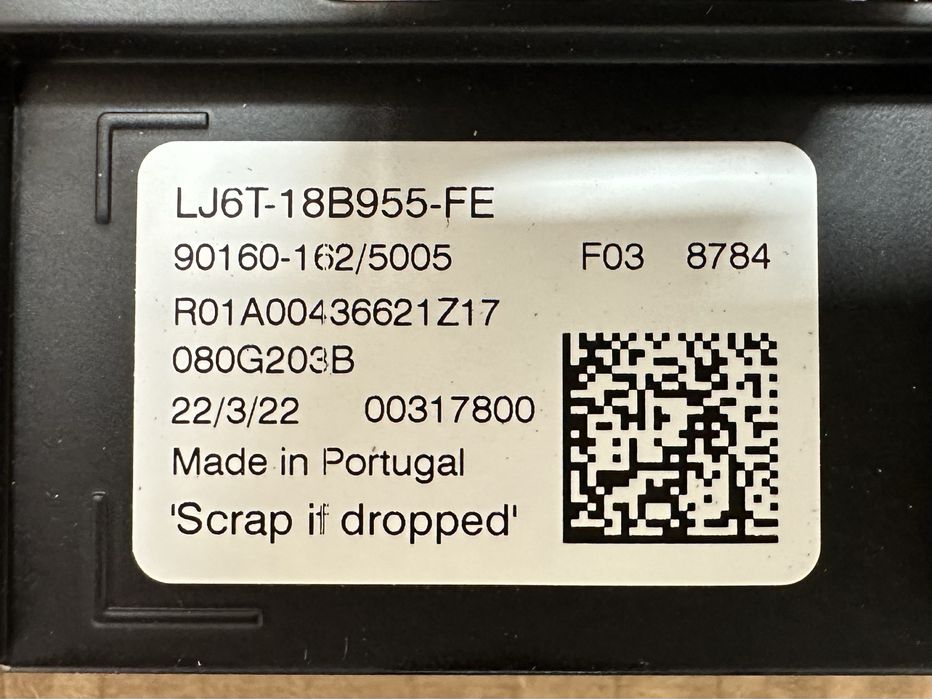 LJ6T-18B955-FE
90160-162/5005 F03 8784
R01A00436621Z17
080G203B
22/3/22 00317800
Made in Portugal
'Scrap if dropped'